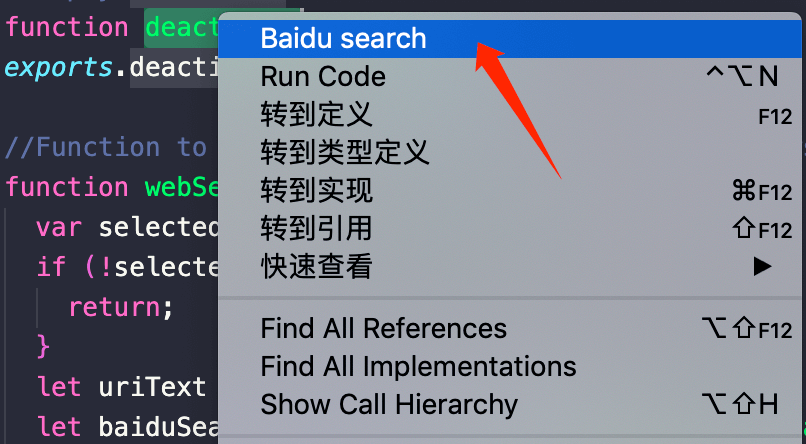 function deact
exports.deacti
//Function to
function webSe
var selected
if (!selecte
return;
}
let uriText
let baiduSea
Baidu search
Run Code ⌃⌥N
转到定义 F12
转到类型定义
转到实现 ⌘F12
转到引用 ⇧F12
快速查看 ▶
Find All References ⌥⇧F12
Find All Implementations
Show Call Hierarchy ⌥⇧H